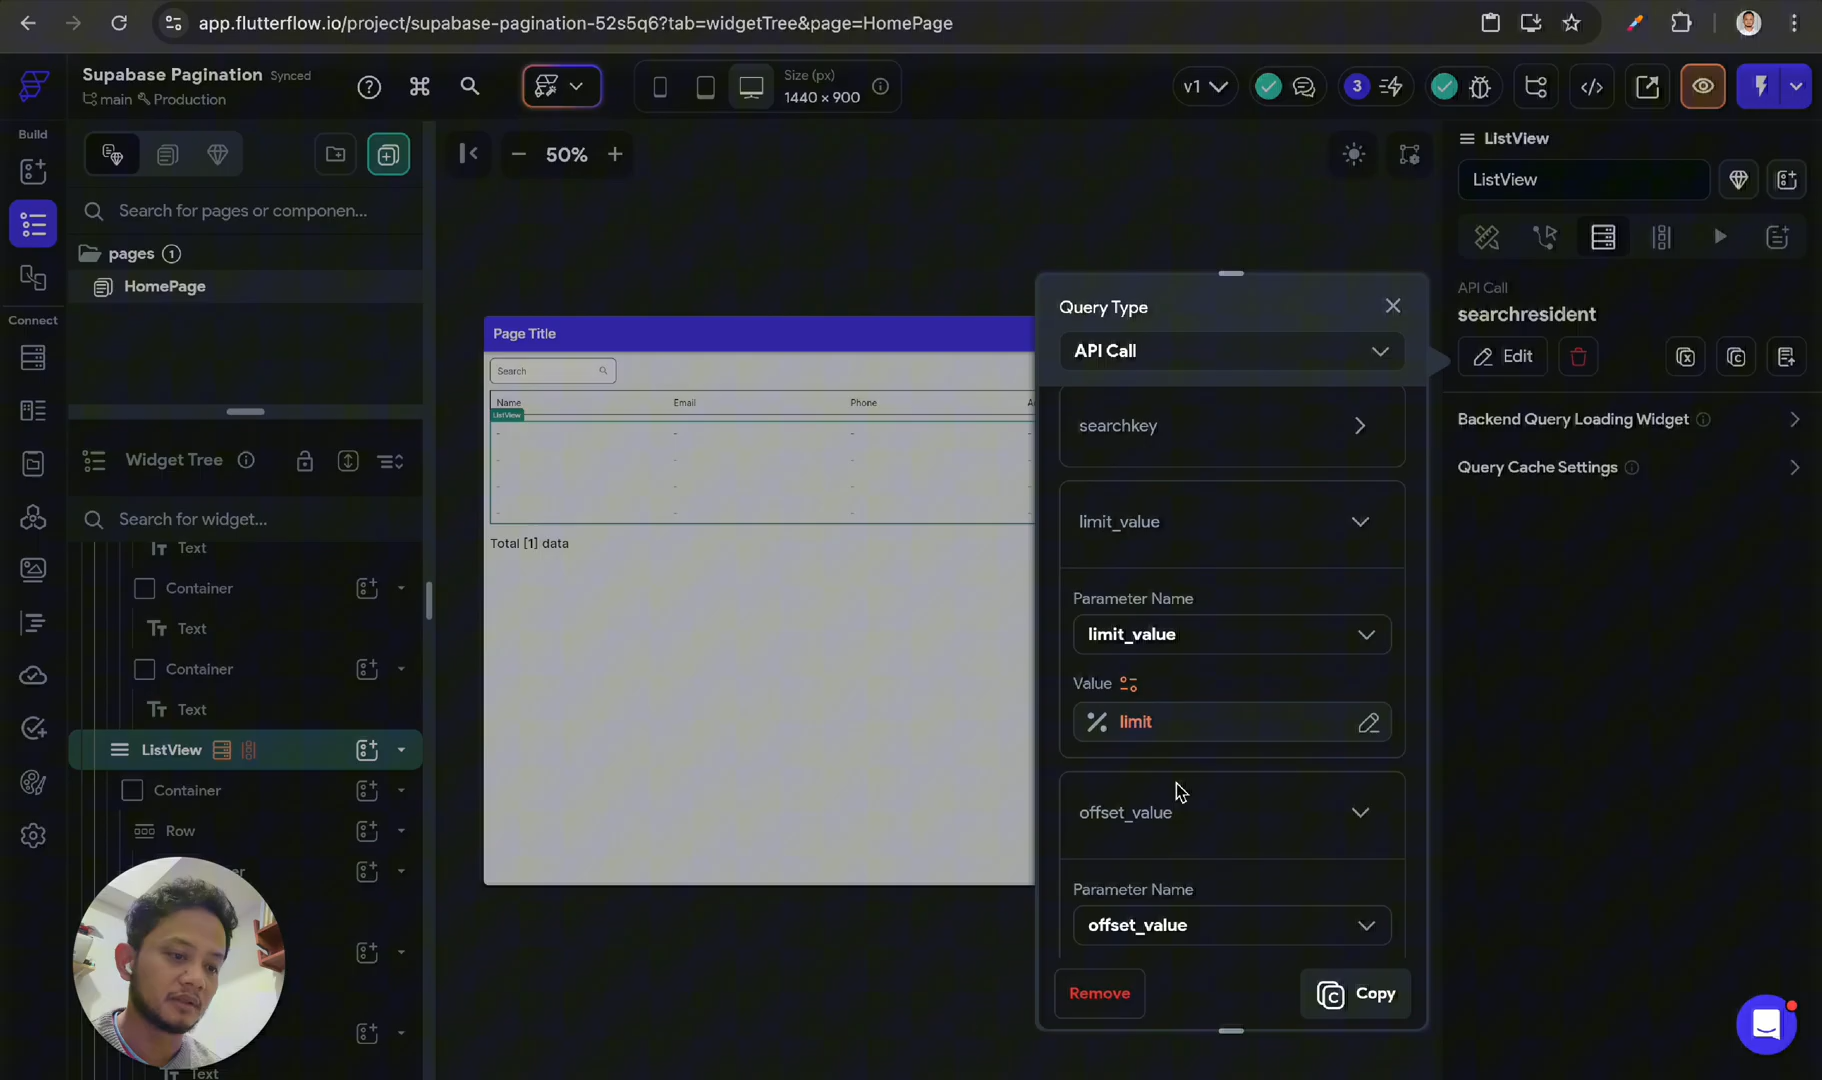 app.flutterflow.io/project/supabase-pagination-52s5q6?tab=widgetTree&page=HomePage
Supabase Pagination Synced
main Production
Size (px)
1440 × 900
v1
3
Build
Connect
50%
Search for pages or componen...
pages 1
HomePage
Widget Tree
Search for widget...
Text
Container
Text
Container
Text
ListView
Container
Row
Text
Page Title
Search
Name Email Phone
ListView
-
-
-
-
-
-
-
-
-
-
-
-
Total [1] data
Query Type
API Call
searchkey
limit_value
Parameter Name
limit_value
Value
limit
offset_value
Parameter Name
offset_value
Remove
Copy
ListView
ListView
API Call
searchresident
Edit
Backend Query Loading Widget
Query Cache Settings